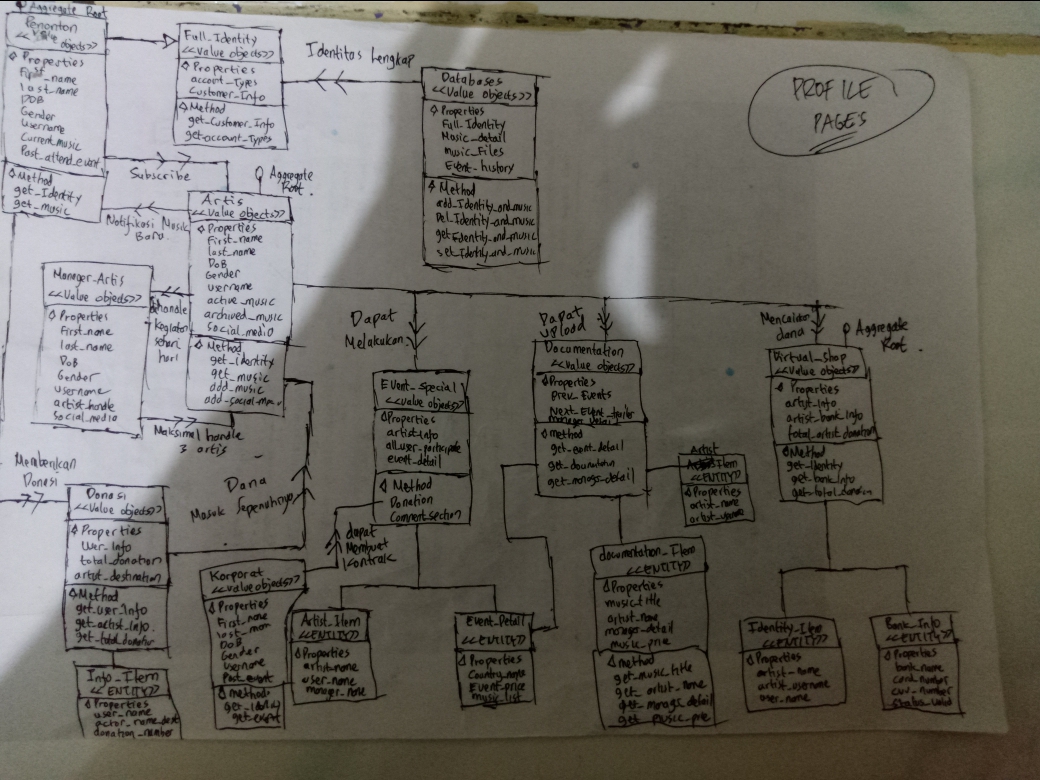 Aggregate Root
Penonton
<<Value objects>>
Properties
First_name
last_name
DOB
Gender
username
Current music
Past_attend_event
Method
get_Identity
get_music
Full_Identity
<<Value objects>>
Properties
account_Types
Customer_Info
Method
get_Customer_Info
get account_Types
Identitas Lengkap
Databases
<<Value objects>>
Properties
Full_Identity
Music_detail
music_Files
Event_history
Method
add_Identity_and_music
Del_Identity_and_music
get_Identity_and_music
set_Identity_and_music
PROFILE
PAGES
Subscribe
Aggregate
Root
Notifikasi Musik
Baru
Artis
<<Value objects>>
Properties
First_name
last_name
DoB
Gender
username
active_music
archived_music
social_media
Method
get_Identity
get_music
add_music
add_social_media
Manager_Artis
<<Value objects>>
Properties
First_name
last_name
DoB
Gender
username
artist_handle
social_media
handle
kegiatan
sehari
hari
Maksimal handle
3 artis
Dapat
Melakukan
Dapat
upload
Mencairkan
dana
Aggregate
Root
Event_Special
<<Value objects>>
Properties
artist_info
all_user_participate
event_detail
Method
Donation
Comment_section
Documentation
<<Value objects>>
Properties
Prev_Events
Next_Event_trailer
method
get_event_detail
get_documentation
get_manager_detail
Virtual_Shop
<<Value objects>>
Properties
artist_info
artist_bank_info
total_artist_donation
Method
get_Identity
get_bank_Info
get_total_donation
Artist
Item
<<ENTITY>>
Properties
artist_name
Memberikan
Donasi
Donasi
<<Value objects>>
Properties
User_Info
total_donation
artist_destination
Method
get_user_Info
get_artist_Info
get_total_donation
Dana
Masuk Sepenuhnya
Info_Item
<<ENTITY>>
Properties
user_name
donation_number
Korporat
<<Value objects>>
Properties
First_name
DoB
Gender
Username
Past_event
method
get_Identity
get_event
dapat
Membuat
kontrak
Artist_Item
<<ENTITY>>
Properties
artist_name
user_name
manager_name
Event_Detail
<<ENTITY>>
Properties
Country_name
Event_price
music_list
documentation_Item
<<ENTITY>>
Properties
music_title
artist_name
manager_detail
music_price
method
get_music_title
get_artist_name
get_manager_detail
get_music_price
Identity_Item
<<ENTITY>>
Properties
artist_name
artist_username
user_name
Bank_Info
<<ENTITY>>
Properties
bank_name
card_number
cvv_number
status_valid